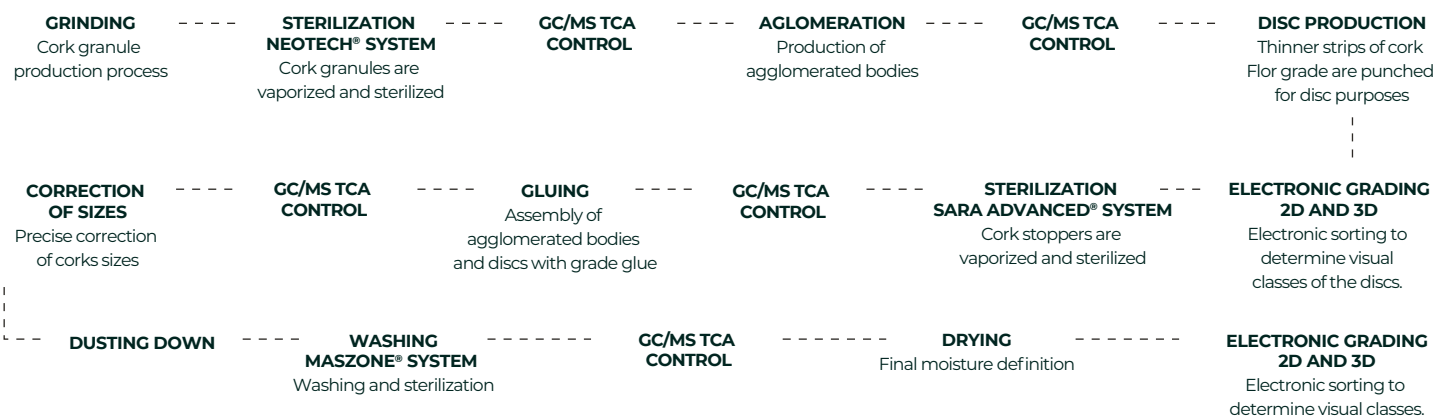 GRINDING
Cork granule
production process
STERILIZATION
NEOTECH® SYSTEM
Cork granules are
vaporized and sterilized
GC/MS TCA
CONTROL
AGLOMERATION
Production of
agglomerated bodies
GC/MS TCA
CONTROL
DISC PRODUCTION
Thinner strips of cork
Flor grade are punched
for disc purposes
CORRECTION
OF SIZES
Precise correction
of corks sizes
GC/MS TCA
CONTROL
GLUING
Assembly of
agglomerated bodies
and discs with grade glue
GC/MS TCA
CONTROL
STERILIZATION
SARA ADVANCED® SYSTEM
Cork stoppers are
vaporized and sterilized
ELECTRONIC GRADING
2D AND 3D
Electronic sorting to
determine visual
classes of the discs.
DUSTING DOWN
WASHING
MASZONE® SYSTEM
Washing and sterilization
GC/MS TCA
CONTROL
DRYING
Final moisture definition
ELECTRONIC GRADING
2D AND 3D
Electronic sorting to
determine visual classes.